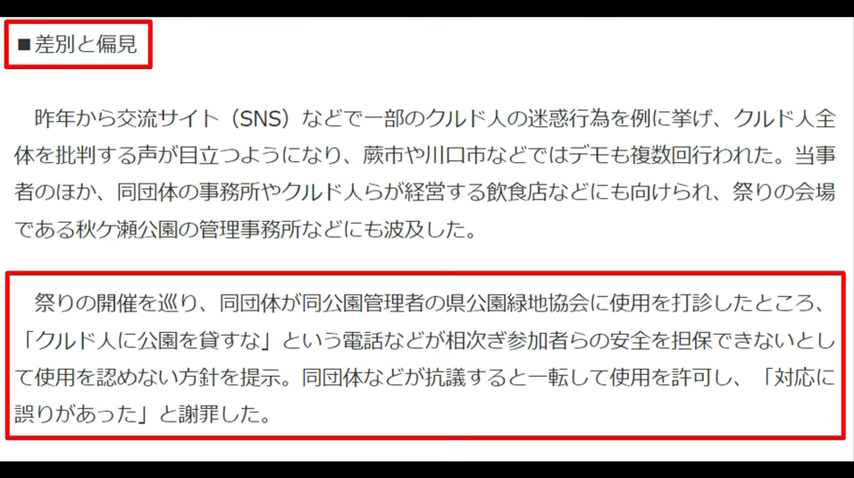 ■差別と偏見
昨年から交流サイト（SNS）などで一部のクルド人の迷惑行為を例に挙げ、クルド人全
体を批判する声が目立つようになり、蕨市や川口市などではデモも複数回行われた。当事
者のほか、同団体の事務所やクルド人らが経営する飲食店などにも向けられ、祭りの会場
である秋ケ瀬公園の管理事務所などにも波及した。
祭りの開催を巡り、同団体が同公園管理者の県公園緑地協会に使用を打診したところ、
「クルド人に公園を貸すな」という電話などが相次ぎ参加者らの安全を担保できないとし
て使用を認めない方針を提示。同団体などが抗議すると一転して使用を許可し、「対応に
誤りがあった」と謝罪した。